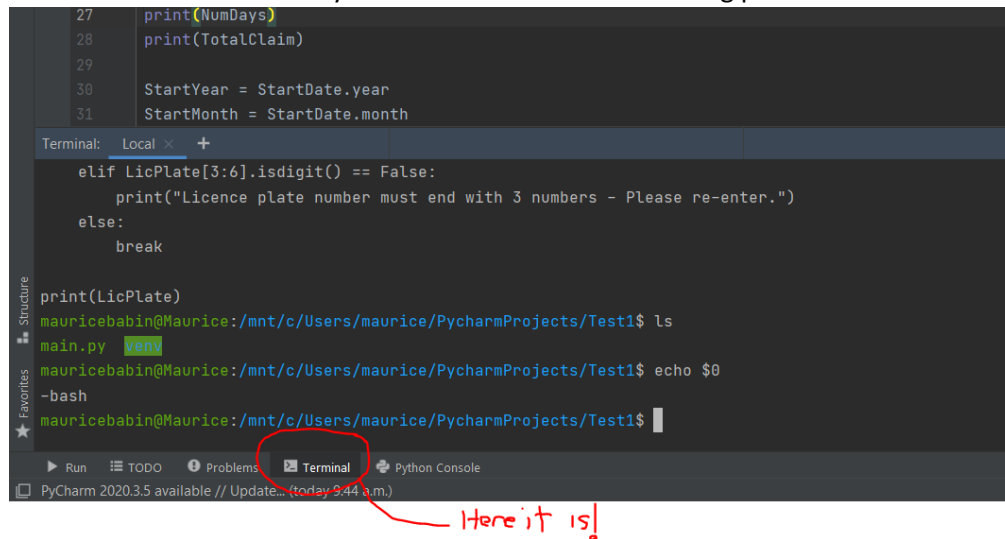 27 print(NumDays)
28 print(TotalClaim)
29
30 StartYear = StartDate.year
31 StartMonth = StartDate.month
Terminal: Local × +
elif LicPlate[3:6].isdigit() == False:
print("Licence plate number must end with 3 numbers – Please re-enter.")
else:
break
print(LicPlate)
mauricebabin@Maurice:/mnt/c/Users/maurice/PycharmProjects/Test1$ ls
main.py venv
mauricebabin@Maurice:/mnt/c/Users/maurice/PycharmProjects/Test1$ echo $0
-bash
mauricebabin@Maurice:/mnt/c/Users/maurice/PycharmProjects/Test1$
Structure
Favorites
Run TODO Problems Terminal Python Console
PyCharm 2020.3.5 available // Update... (today 9:44 a.m.)
Here it is!